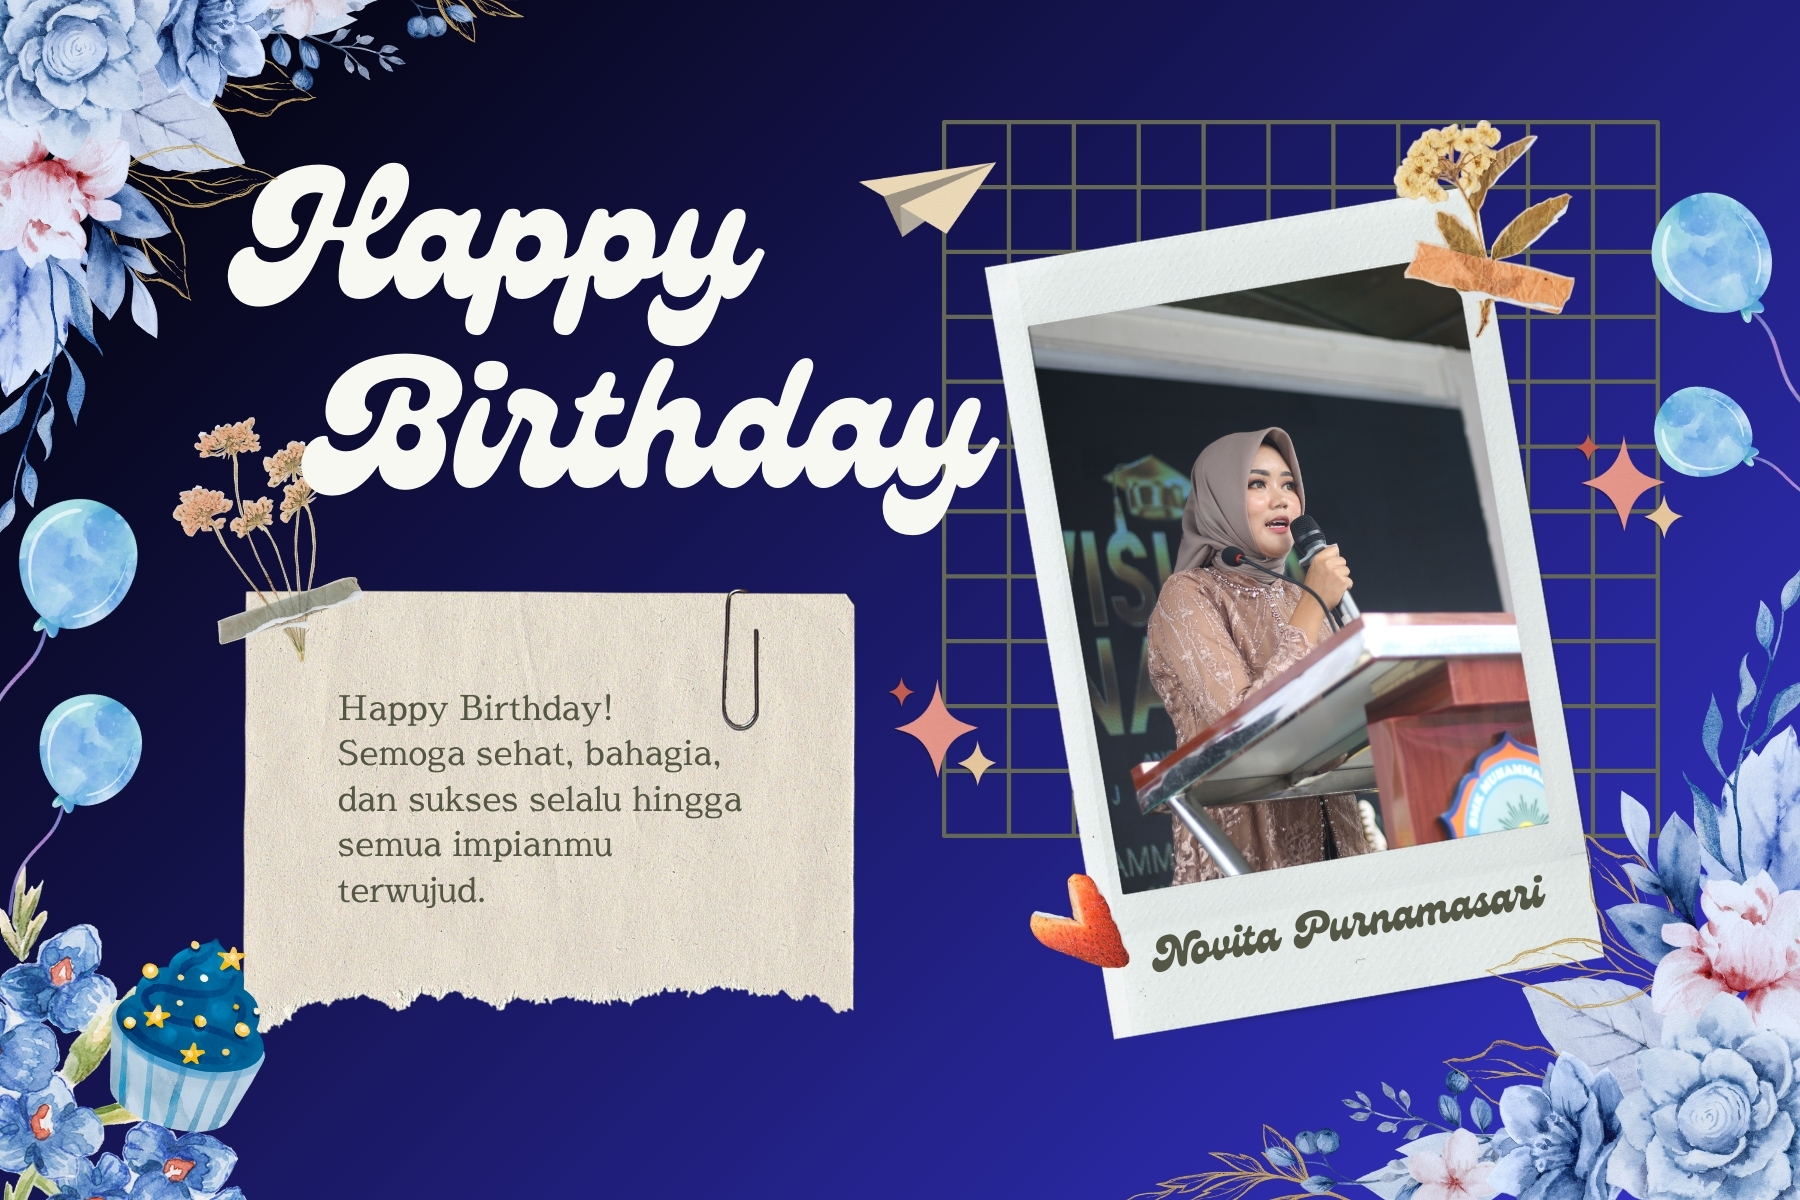 Happy
Birthday
Happy Birthday!
Semoga sehat, bahagia,
dan sukses selalu hingga
semua impianmu
terwujud.
Novita Purnamasari